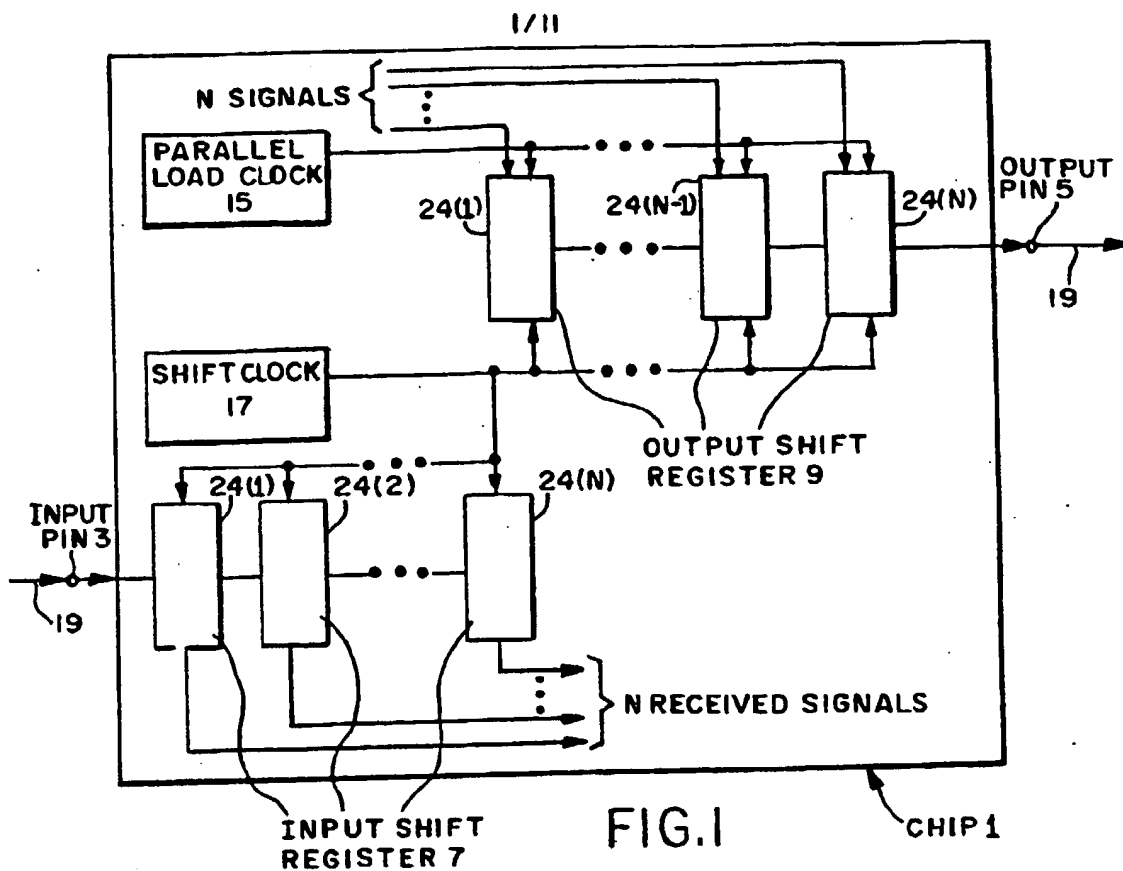 1/11
N SIGNALS
PARALLEL
LOAD CLOCK
15
24(1)
24(N-1)
24(N)
OUTPUT
PIN 5
19
SHIFT CLOCK
17
OUTPUT SHIFT
REGISTER 9
24(1)
24(2)
24(N)
INPUT
PIN 3
19
N RECEIVED SIGNALS
INPUT SHIFT
REGISTER 7
FIG.1
CHIP 1